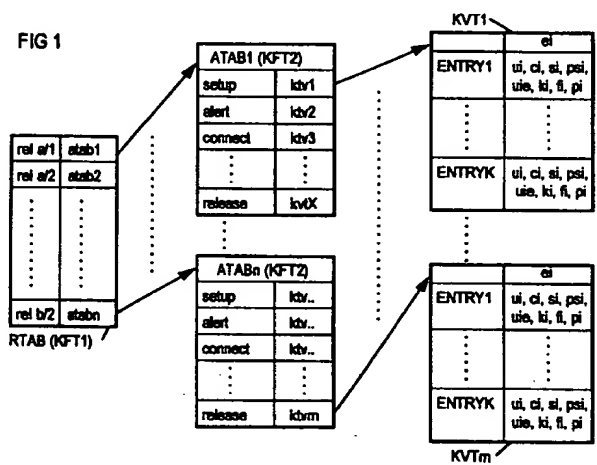 FIG 1
KVT1
ei
ENTRY1 ui, ci, si, psi,
uie, ki, fi, pi
ENTRYK ui, ci, si, psi,
uie, ki, fi, pi
ATAB1 (KFT2)
setup ktv1
alert ktv2
connect ktv3
release kvtX
rel a/1 atab1
rel a/2 atab2
rel b/2 atabn
RTAB (KFT1)
ATABn (KFT2)
setup ktv..
alert ktv..
connect ktv..
release ktvm
ei
ENTRY1 ui, ci, si, psi,
uie, ki, fi, pi
ENTRYK ui, ci, si, psi,
uie, ki, fi, pi
KVTm